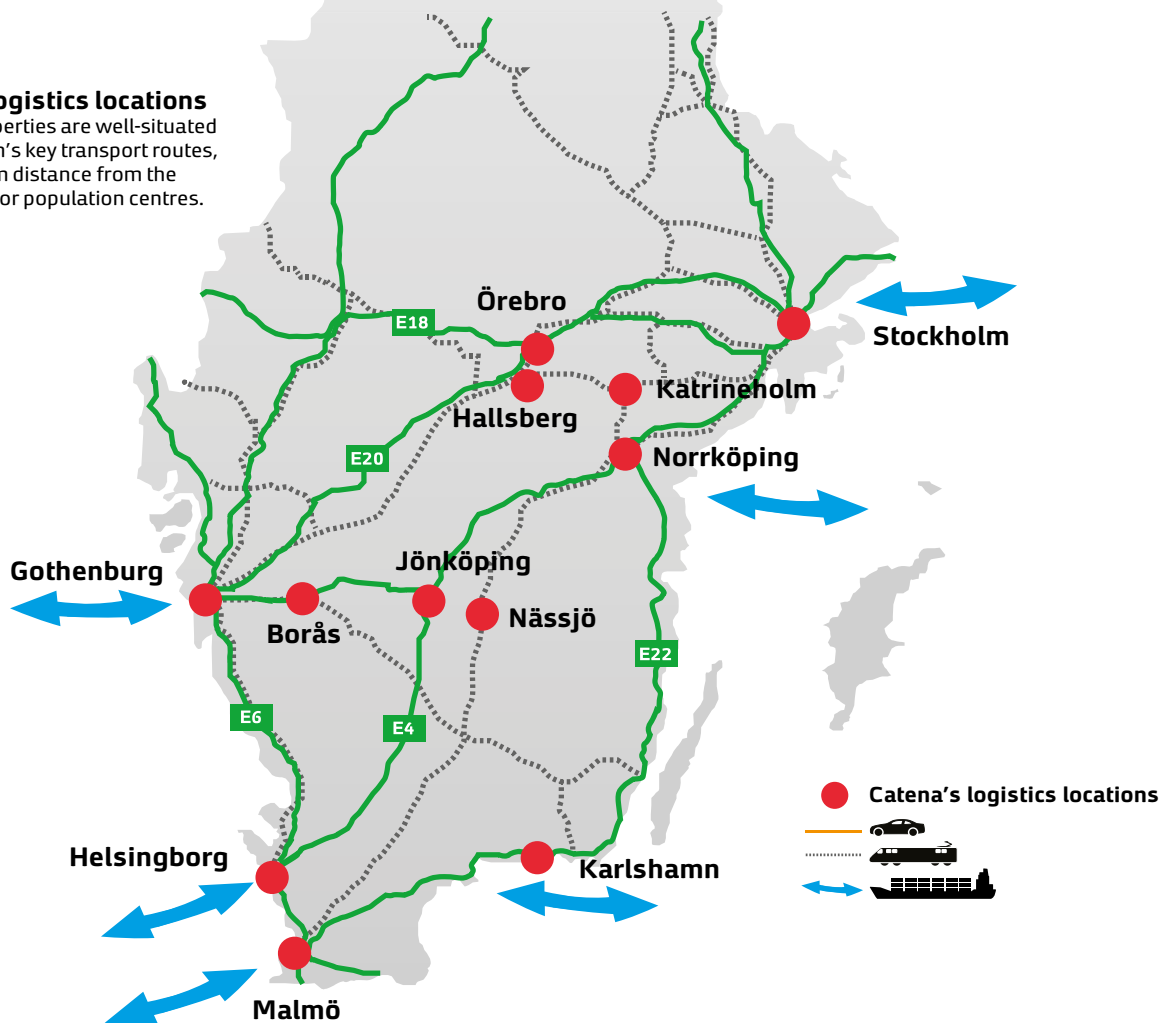 ogistics locations
perties are well-situated
n's key transport routes,
m distance from the
or population centres.
Örebro
E18
Stockholm
Katrineholm
Hallsberg
E20
Norrköping
Jönköping
Gothenburg
Nässjö
Borås
E22
E6
E4
Catena's logistics locations
Helsingborg
Karlshamn
Malmö